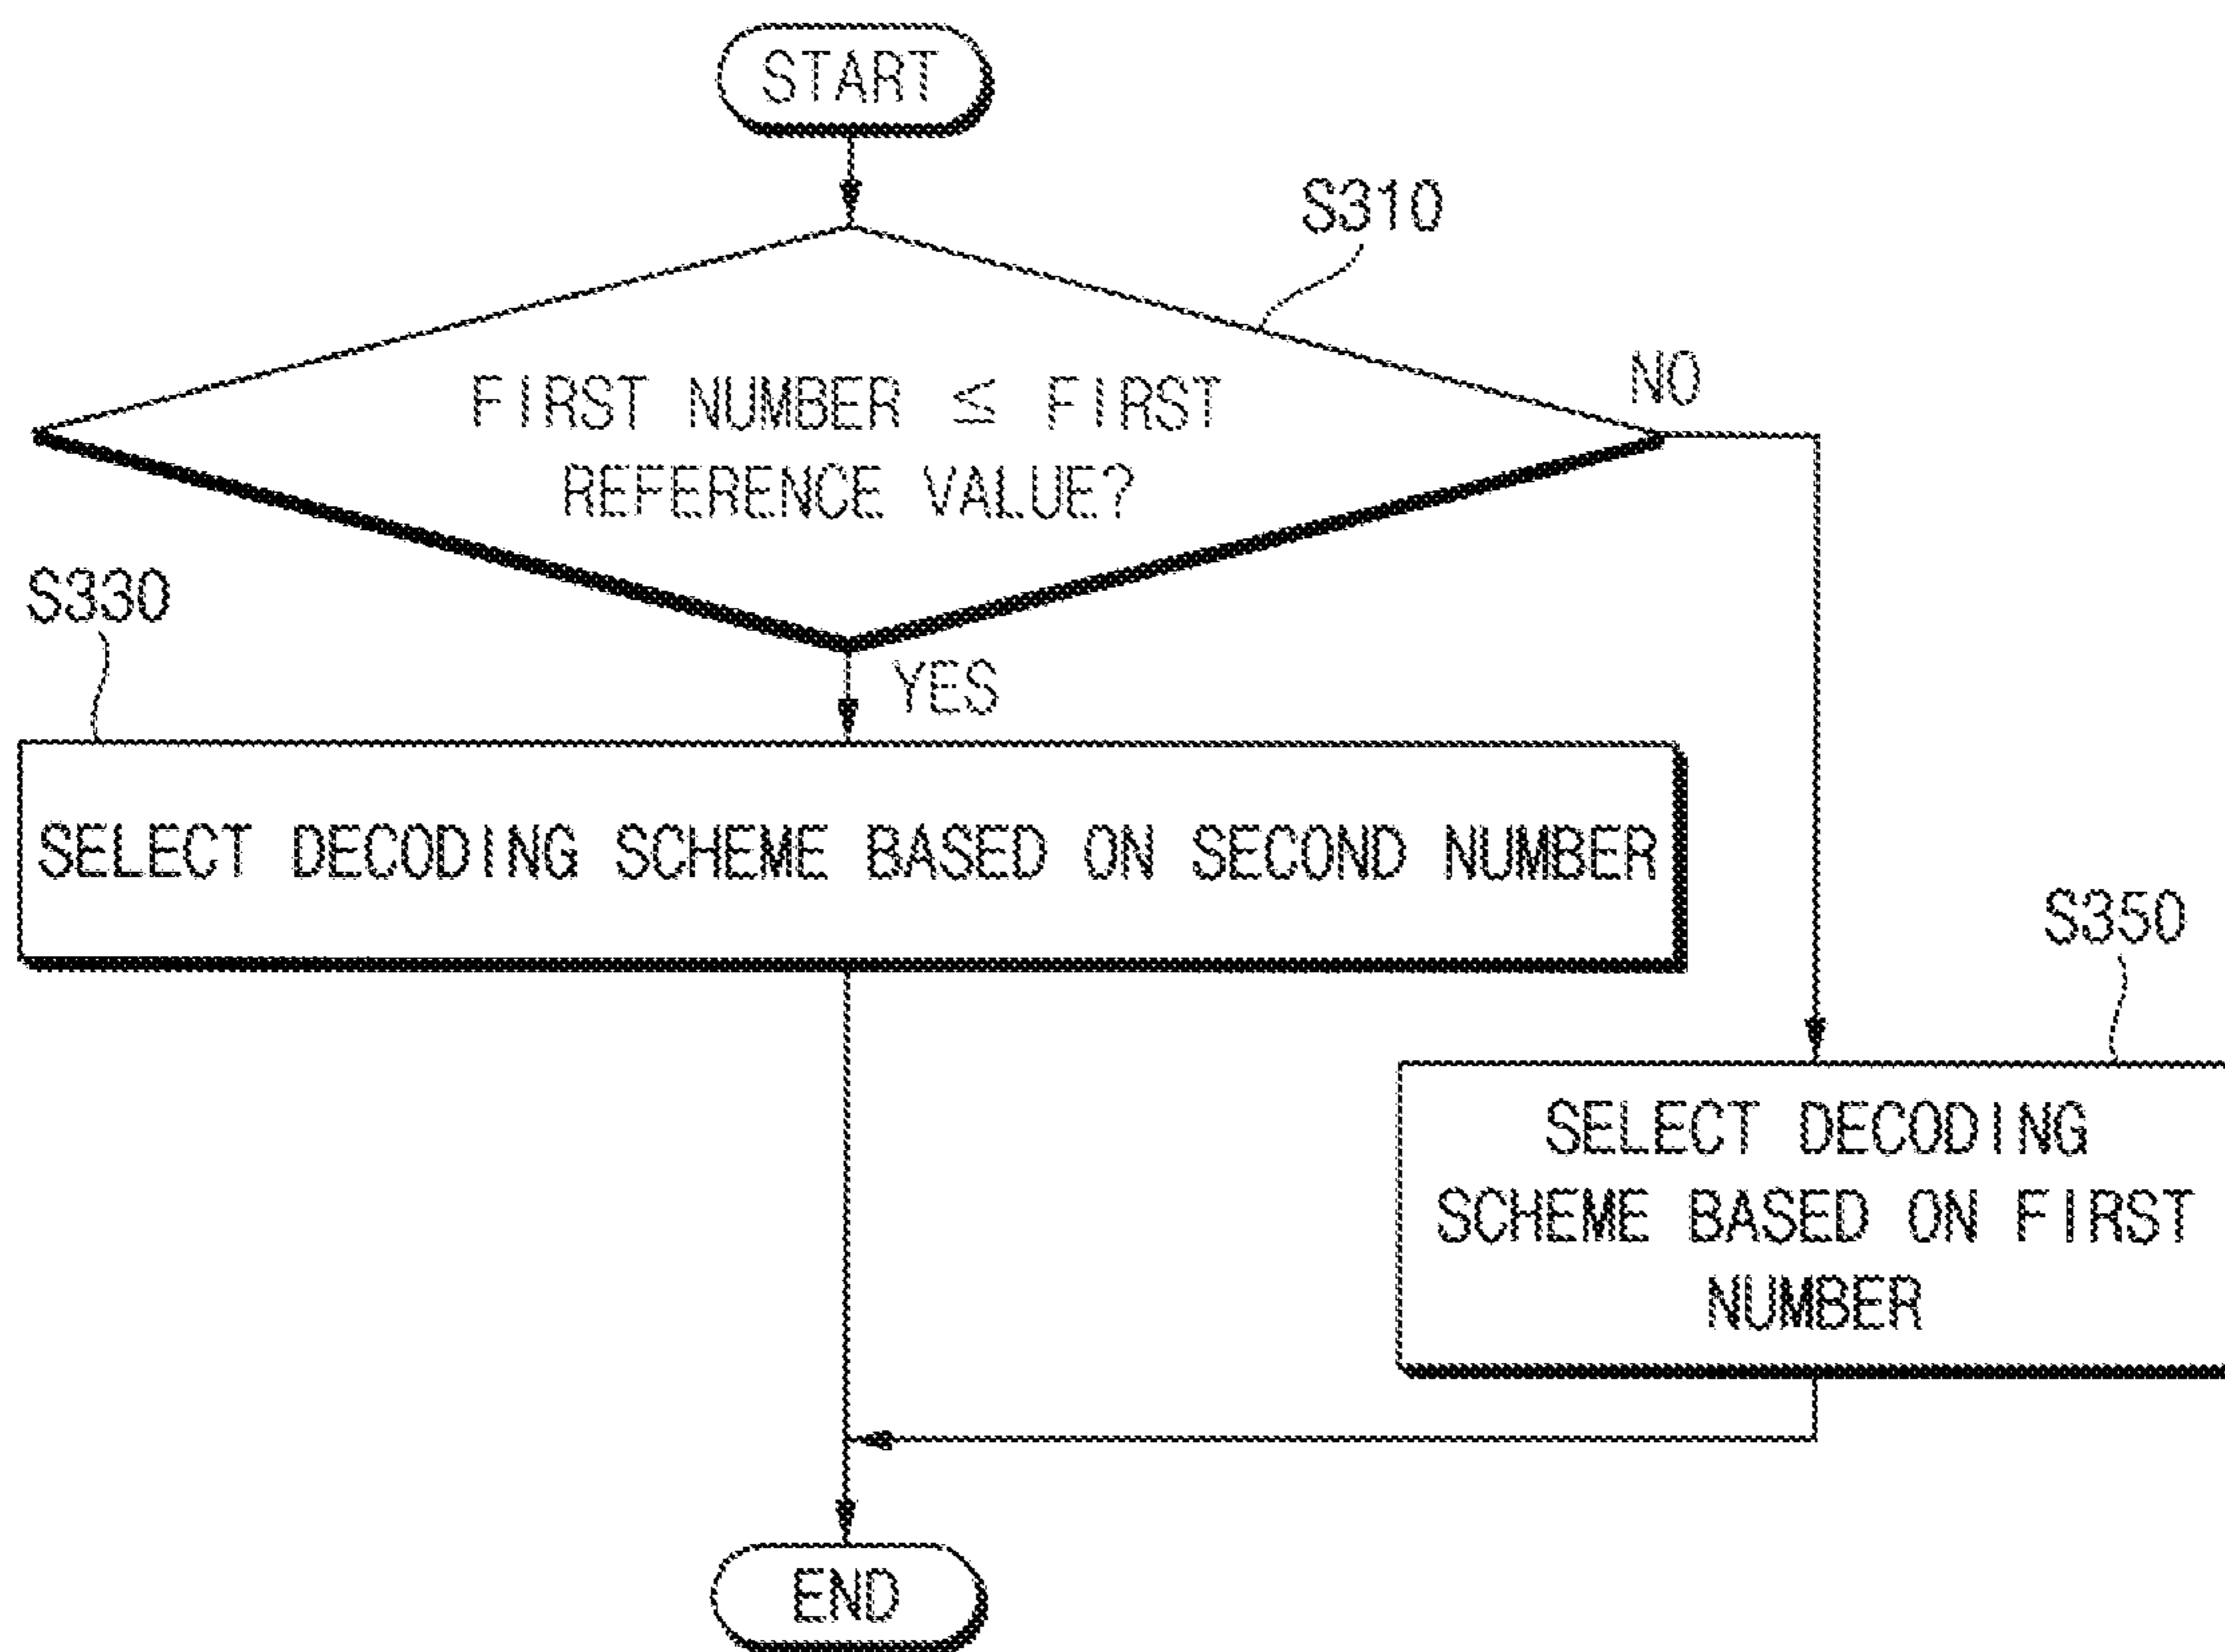 START
S310
FIRST NUMBER ≦ FIRST
REFERENCE VALUE?
NO
S330
YES
SELECT DECODING SCHEME BASED ON SECOND NUMBER
S350
SELECT DECODING
SCHEME BASED ON FIRST
NUMBER
END